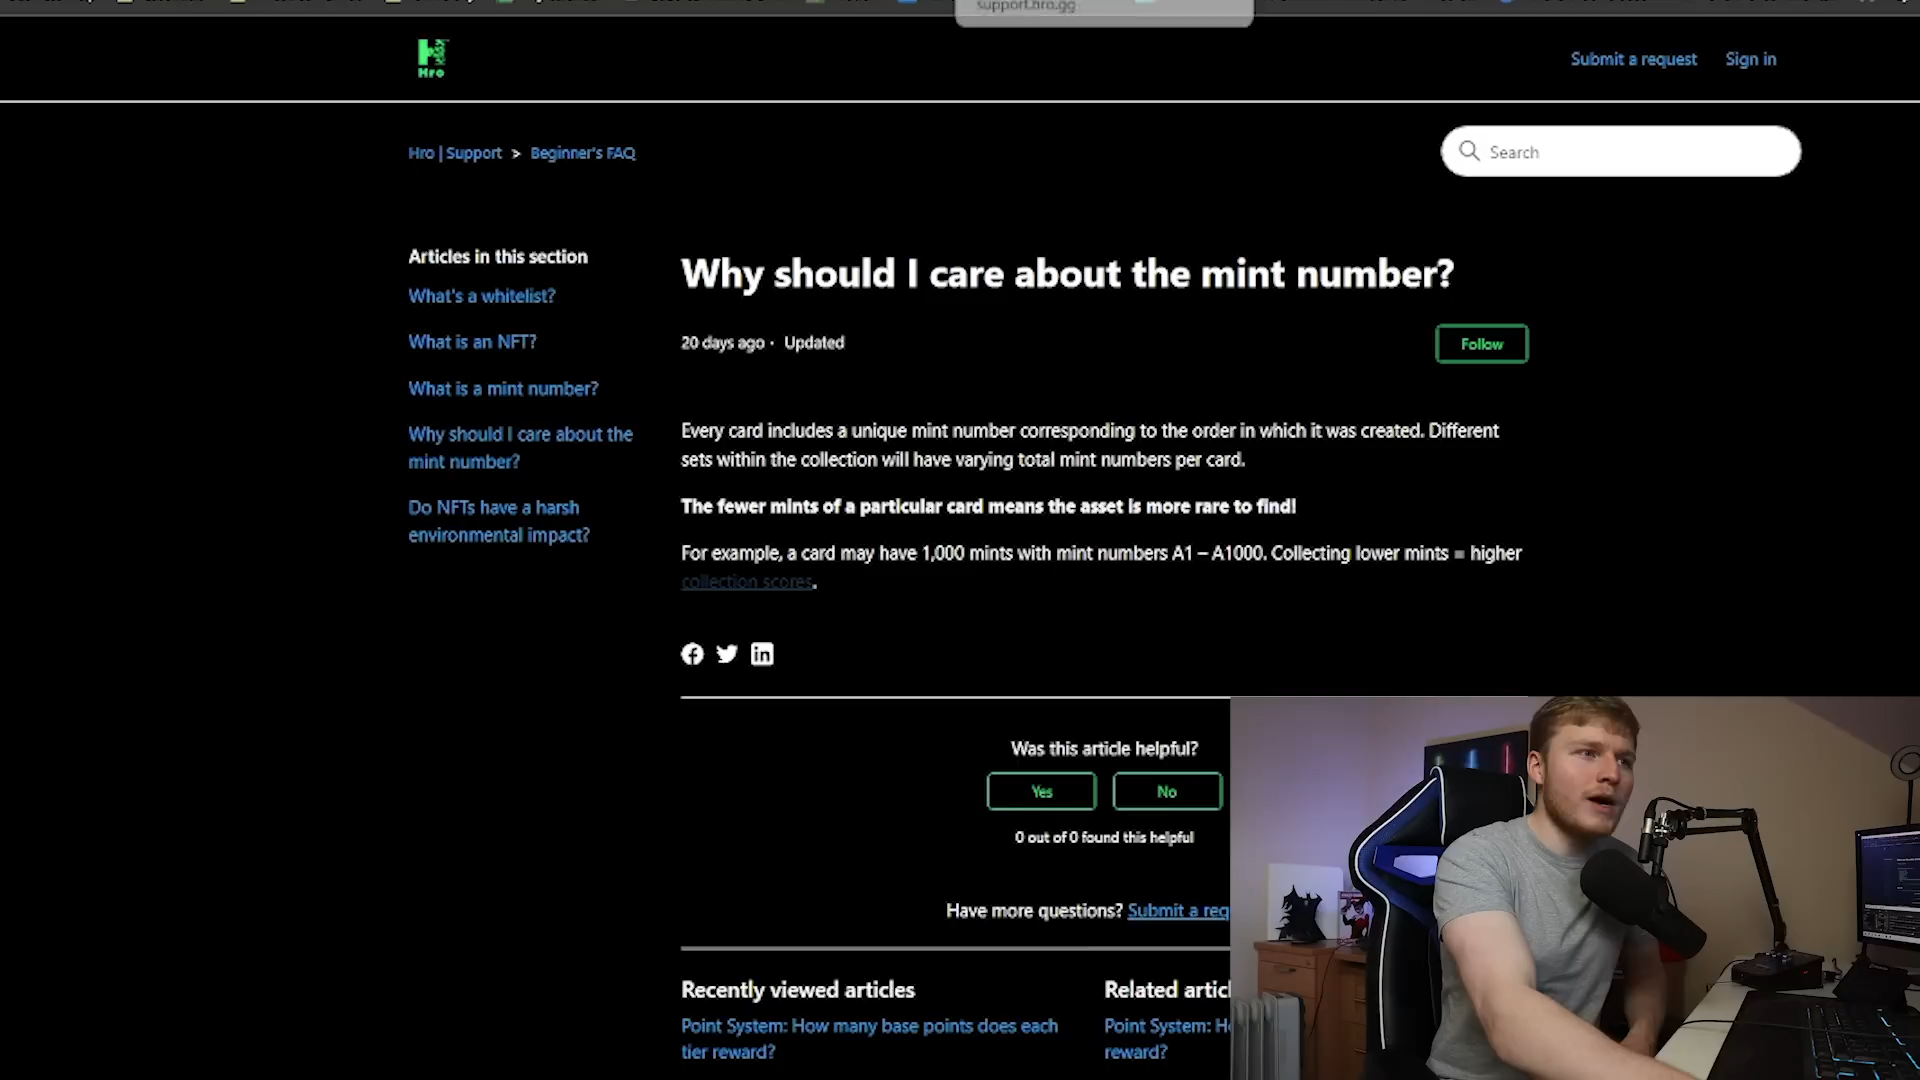 support.hro.gg
Hro
Submit a request
Sign in
Hro | Support > Beginner's FAQ
Search
Articles in this section
What's a whitelist?
What is an NFT?
What is a mint number?
Why should I care about the
mint number?
Do NFTs have a harsh
environmental impact?
Why should I care about the mint number?
20 days ago · Updated
Follow
Every card includes a unique mint number corresponding to the order in which it was created. Different
sets within the collection will have varying total mint numbers per card.
The fewer mints of a particular card means the asset is more rare to find!
For example, a card may have 1,000 mints with mint numbers A1 – A1000. Collecting lower mints = higher
collection scores.
Was this article helpful?
Yes
No
0 out of 0 found this helpful
Have more questions? Submit a req
Recently viewed articles
Point System: How many base points does each
tier reward?
Related artic
Point System: H
reward?